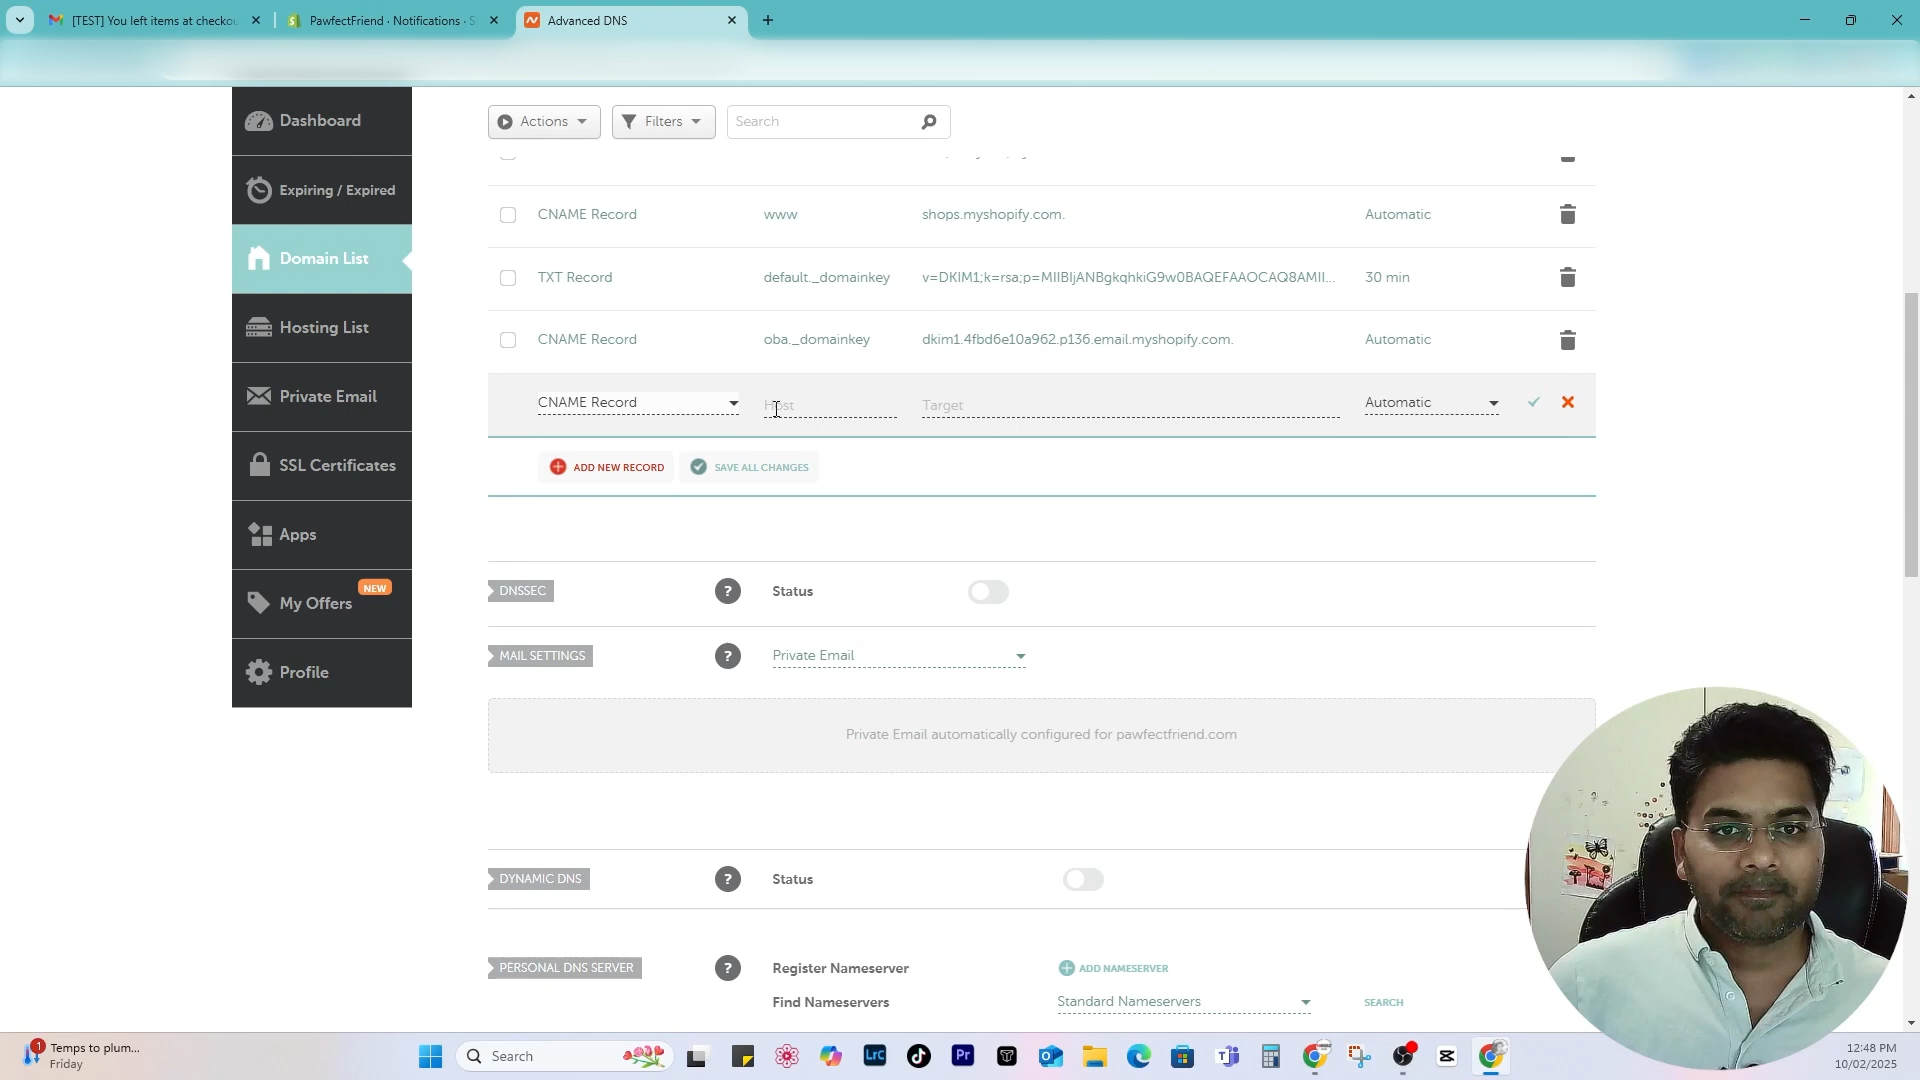 [TEST] You left items at checkou
PawfectFriend · Notifications · S
Advanced DNS
Dashboard
Expiring / Expired
Domain List
Hosting List
Private Email
SSL Certificates
Apps
NEW
My Offers
Profile
Actions
Filters
Search
CNAME Record www shops.myshopify.com. Automatic
TXT Record default._domainkey v=DKIM1;k=rsa;p=MIIBIjANBgkqhkiG9w0BAQEFAAOCAQ8AMII... 30 min
CNAME Record oba._domainkey dkim1.4fbd6e10a962.p136.email.myshopify.com. Automatic
CNAME Record Host Target Automatic
ADD NEW RECORD SAVE ALL CHANGES
DNSSEC ? Status
MAIL SETTINGS ? Private Email
Private Email automatically configured for pawfectfriend.com
DYNAMIC DNS ? Status
PERSONAL DNS SERVER ? Register Nameserver ADD NAMESERVER
Find Nameservers Standard Nameservers SEARCH
1
Temps to plum...
Friday
Search
LrC
Pr
12:48 PM
10/02/2025